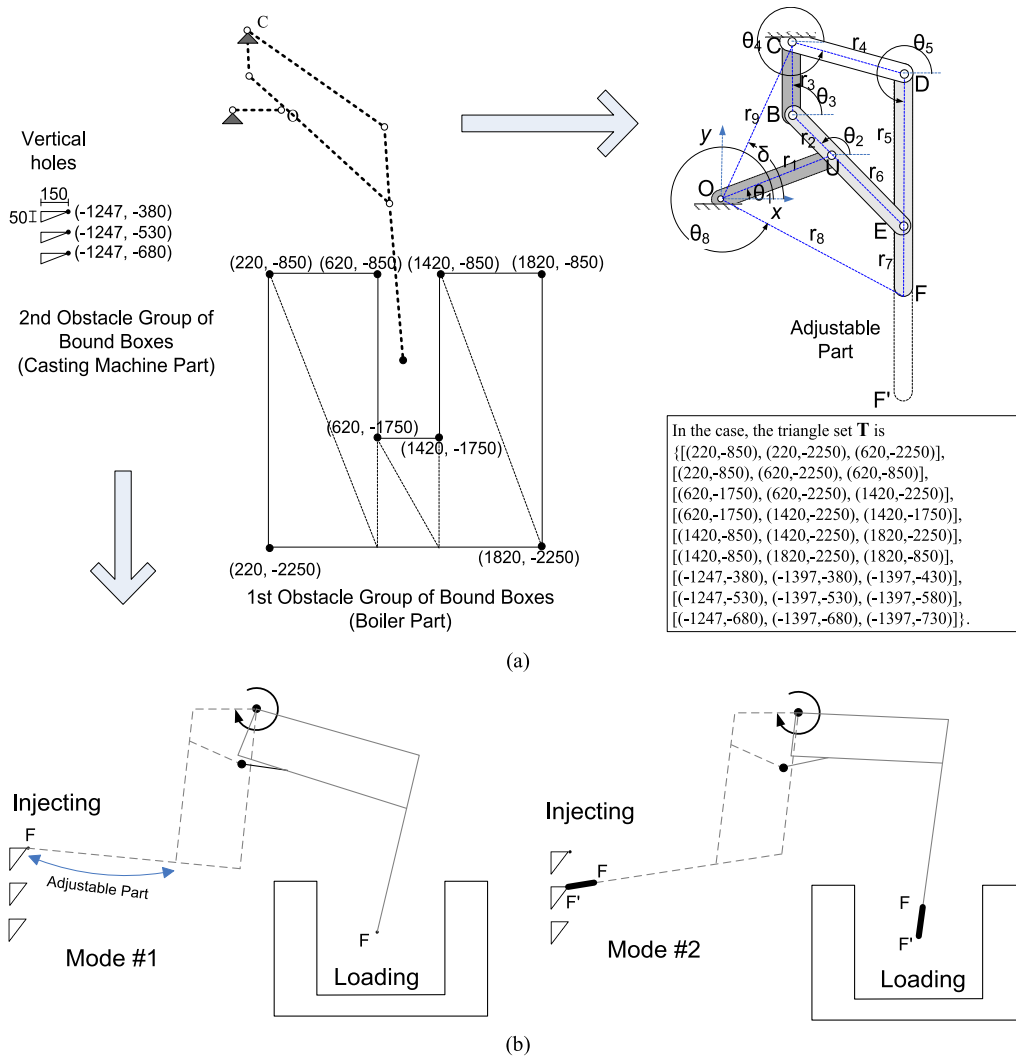 C
O
Vertical
holes
150
50
(-1247, -380)
(-1247, -530)
(-1247, -680)
2nd Obstacle Group of
Bound Boxes
(Casting Machine Part)
(220, -850) (620, -850) (1420, -850) (1820, -850)
(620, -1750)
(1420, -1750)
(220, -2250)
(1820, -2250)
1st Obstacle Group of Bound Boxes
(Boiler Part)
θ4
C
r4
θ5
D
r3
θ3
B
r9
y
r2
θ2
r5
δ
r1
U
r6
O
θ1
x
θ8
r8
E
r7
F
Adjustable
Part
F'
In the case, the triangle set T is
{[(220,-850), (220,-2250), (620,-2250)],
[(220,-850), (620,-2250), (620,-850)],
[(620,-1750), (620,-2250), (1420,-2250)],
[(620,-1750), (1420,-2250), (1420,-1750)],
[(1420,-850), (1420,-2250), (1820,-2250)],
[(1420,-850), (1820,-2250), (1820,-850)],
[(-1247,-380), (-1397,-380), (-1397,-430)],
[(-1247,-530), (-1397,-530), (-1397,-580)],
[(-1247,-680), (-1397,-680), (-1397,-730)]}.
(a)
Injecting
F
Adjustable Part
Mode #1
F
Loading
Injecting
F
F'
Mode #2
F
F'
Loading
(b)